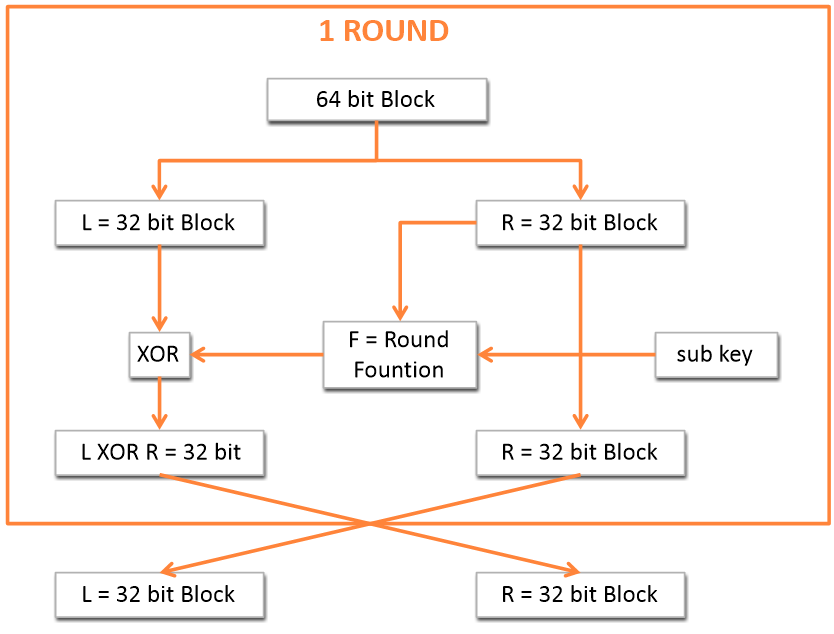 1 ROUND
64 bit Block
L = 32 bit Block
R = 32 bit Block
XOR
F = Round
Fountion
sub key
L XOR R = 32 bit
R = 32 bit Block
L = 32 bit Block
R = 32 bit Block